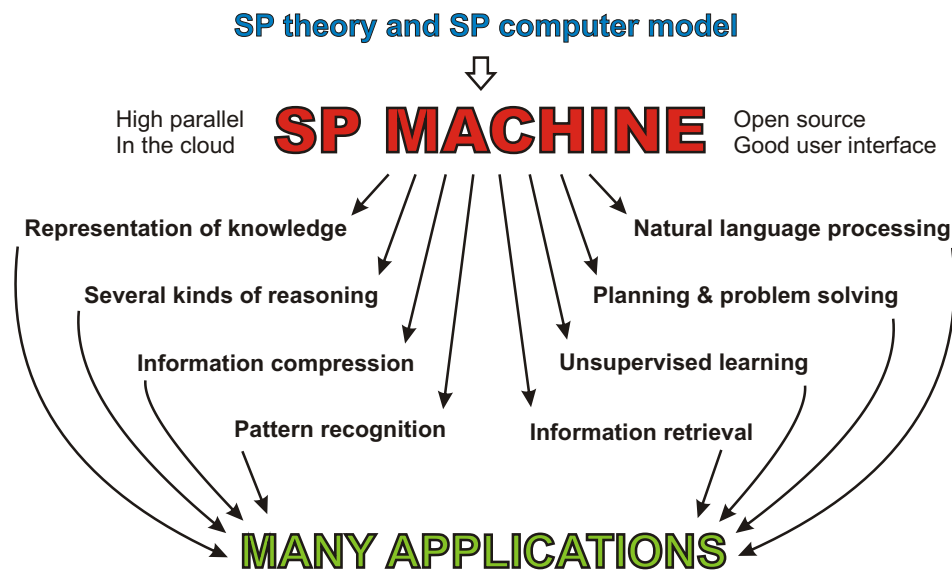 SP theory and SP computer model
High parallel
In the cloud
SP MACHINE
Open source
Good user interface
Representation of knowledge
Natural language processing
Several kinds of reasoning
Planning & problem solving
Information compression
Unsupervised learning
Pattern recognition
Information retrieval
MANY APPLICATIONS